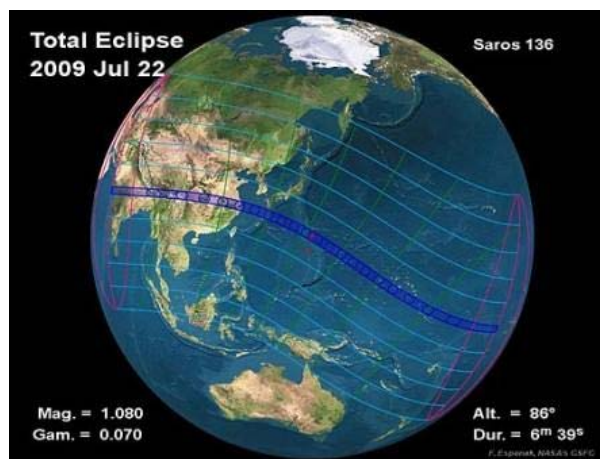 Total Eclipse
2009 Jul 22
Saros 136
Mag. = 1.080
Gam. = 0.070
Alt. = 86°
Dur. = 6ᵐ 39ˢ
F. Espenak, NASA's GSFC